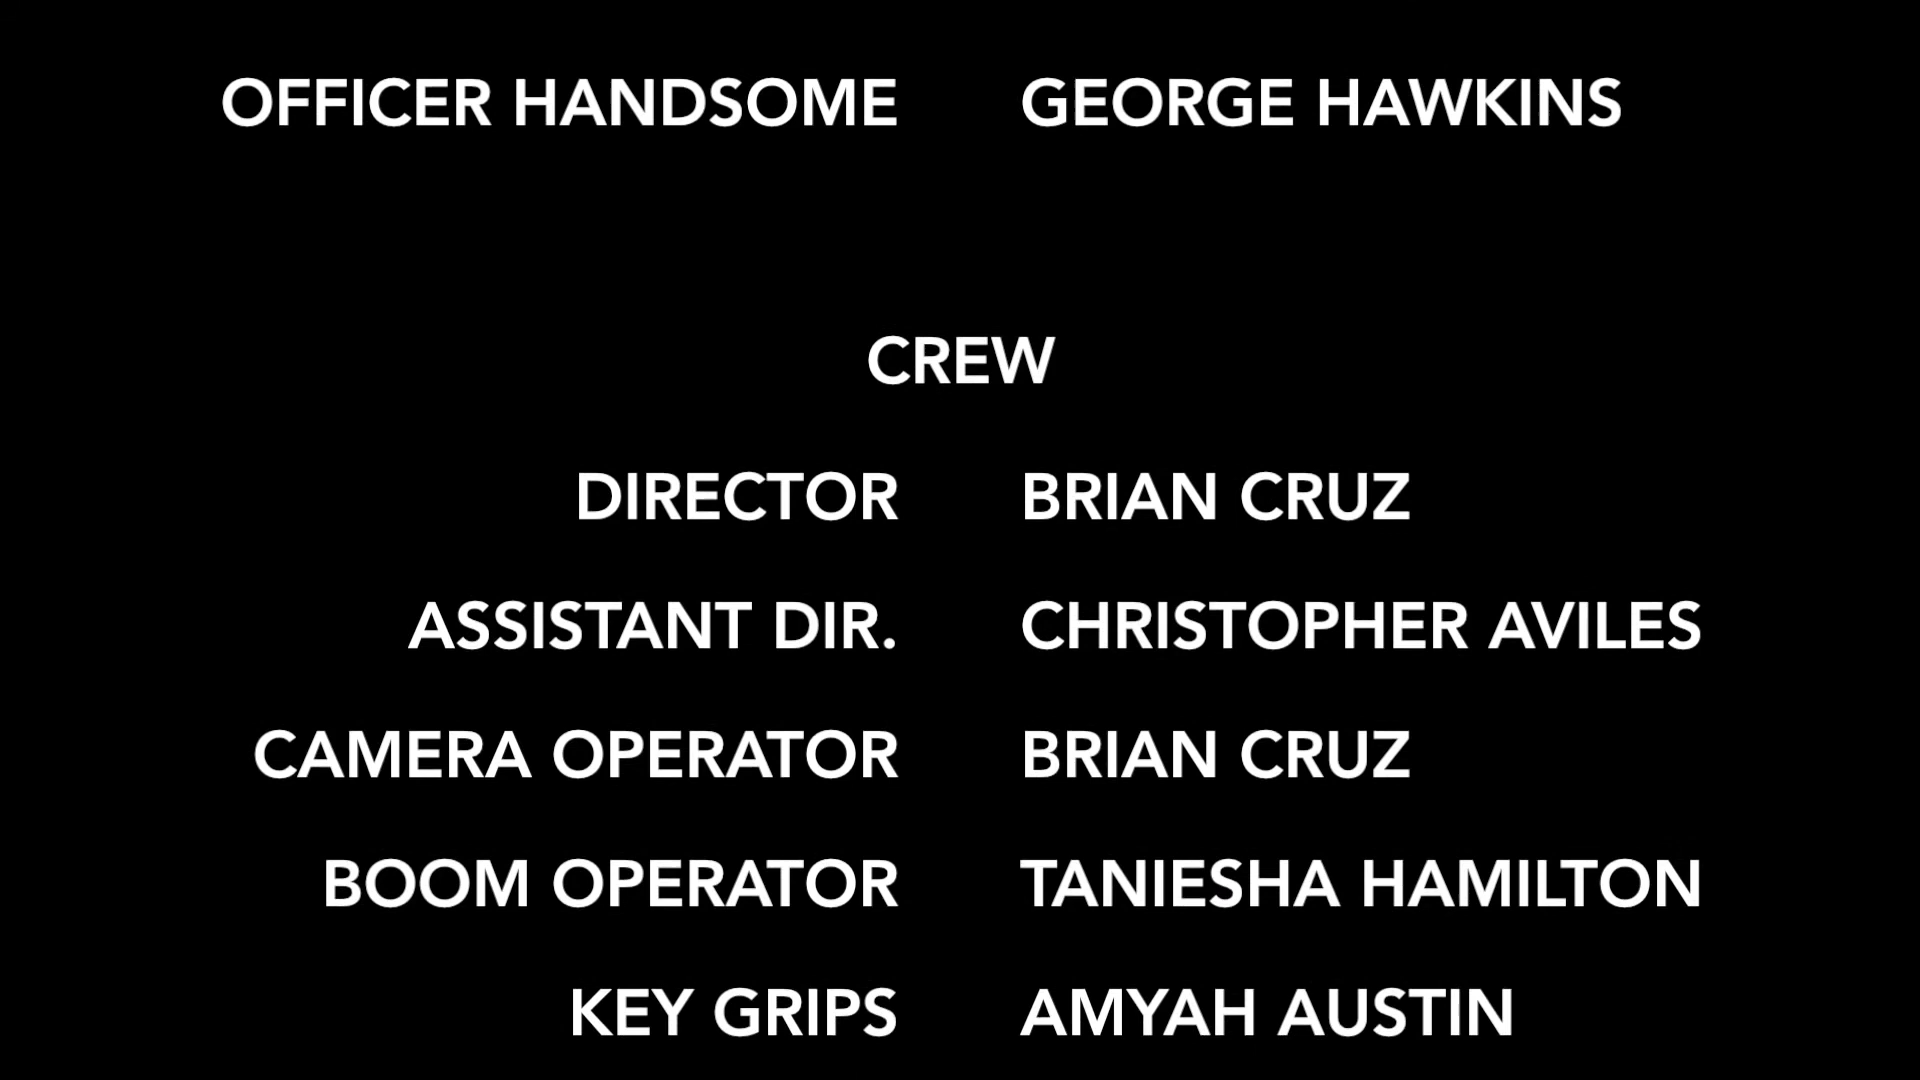 OFFICER HANDSOME GEORGE HAWKINS
CREW
DIRECTOR BRIAN CRUZ
ASSISTANT DIR. CHRISTOPHER AVILES
CAMERA OPERATOR BRIAN CRUZ
BOOM OPERATOR TANIESHA HAMILTON
KEY GRIPS AMYAH AUSTIN